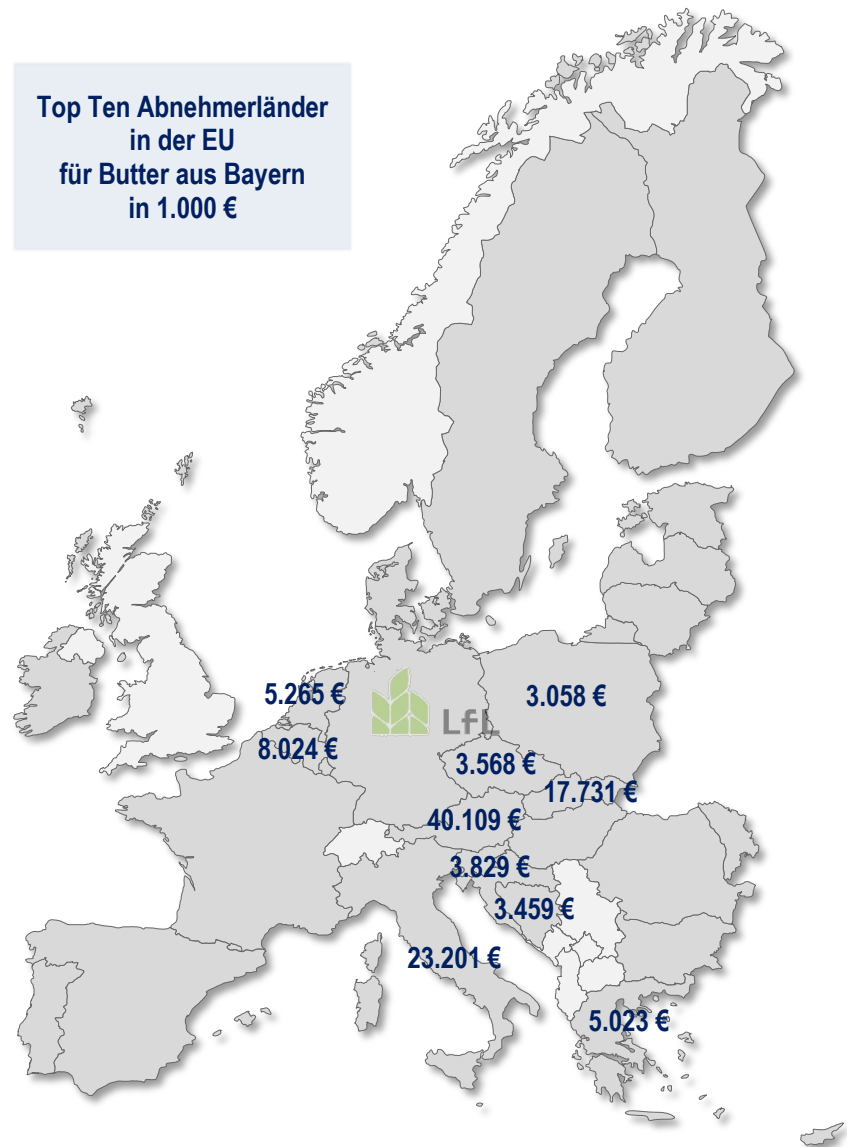 Top Ten Abnehmerländer
in der EU
für Butter aus Bayern
in 1.000 €
5.265 €
LfL
3.058 €
8.024 €
3.568 €
17.731 €
40.109 €
3.829 €
3.459 €
23.201 €
5.023 €